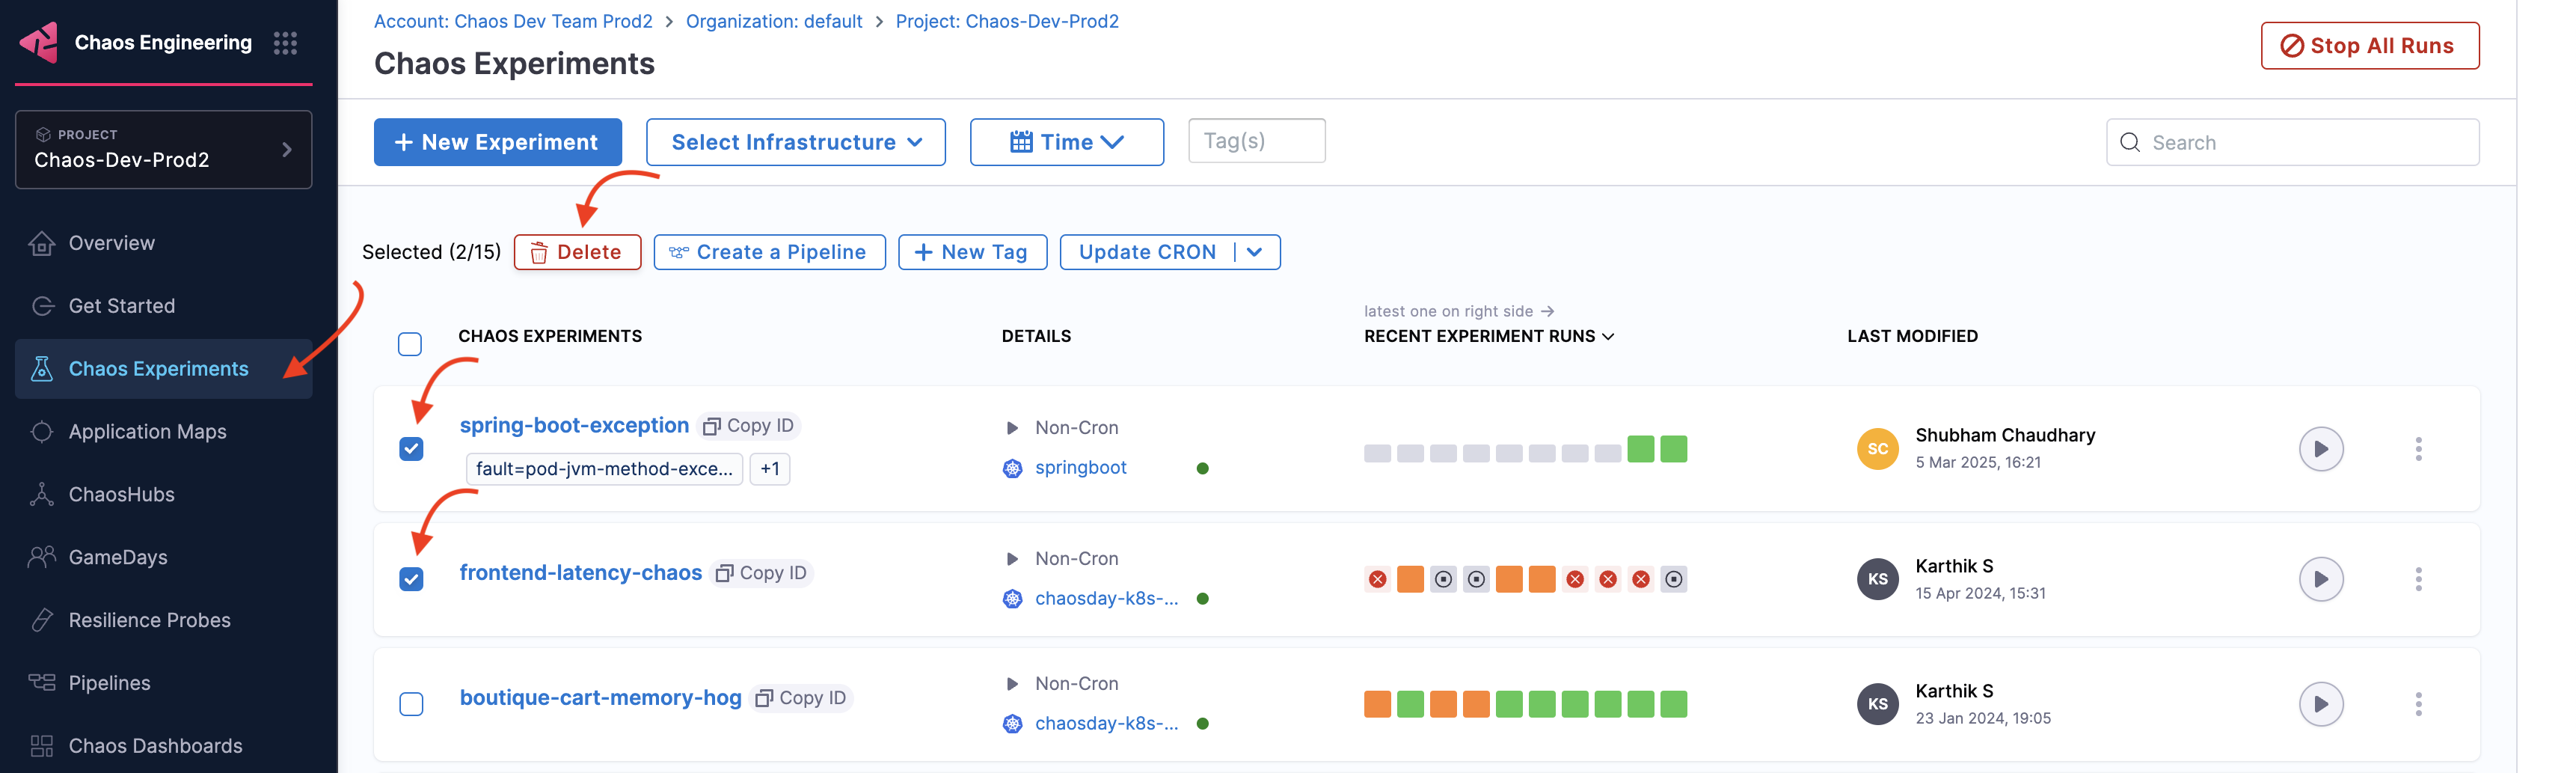 Chaos Engineering
PROJECT
Chaos-Dev-Prod2
Overview
Get Started
Chaos Experiments
Application Maps
ChaosHubs
GameDays
Resilience Probes
Pipelines
Chaos Dashboards
Account: Chaos Dev Team Prod2 > Organization: default > Project: Chaos-Dev-Prod2
Chaos Experiments
Stop All Runs
+ New Experiment
Select Infrastructure
Time
Tag(s)
Search
Selected (2/15)
Delete
Create a Pipeline
+ New Tag
Update CRON
latest one on right side →
CHAOS EXPERIMENTS
DETAILS
RECENT EXPERIMENT RUNS
LAST MODIFIED
spring-boot-exception
Copy ID
fault=pod-jvm-method-exce...
+1
Non-Cron
springboot
SC
Shubham Chaudhary
5 Mar 2025, 16:21
frontend-latency-chaos
Copy ID
Non-Cron
chaosday-k8s-...
KS
Karthik S
15 Apr 2024, 15:31
boutique-cart-memory-hog
Copy ID
Non-Cron
chaosday-k8s-...
KS
Karthik S
23 Jan 2024, 19:05